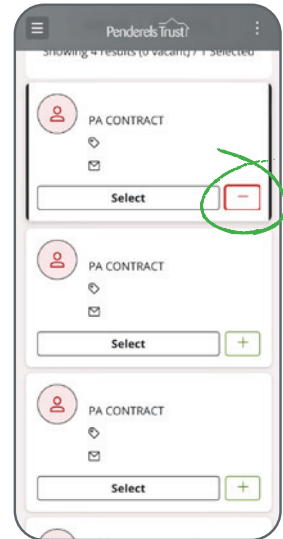 Penderels Trust
Showing 4 results (0 vacant) / 1 Selected
PA CONTRACT
Select
PA CONTRACT
Select
PA CONTRACT
Select